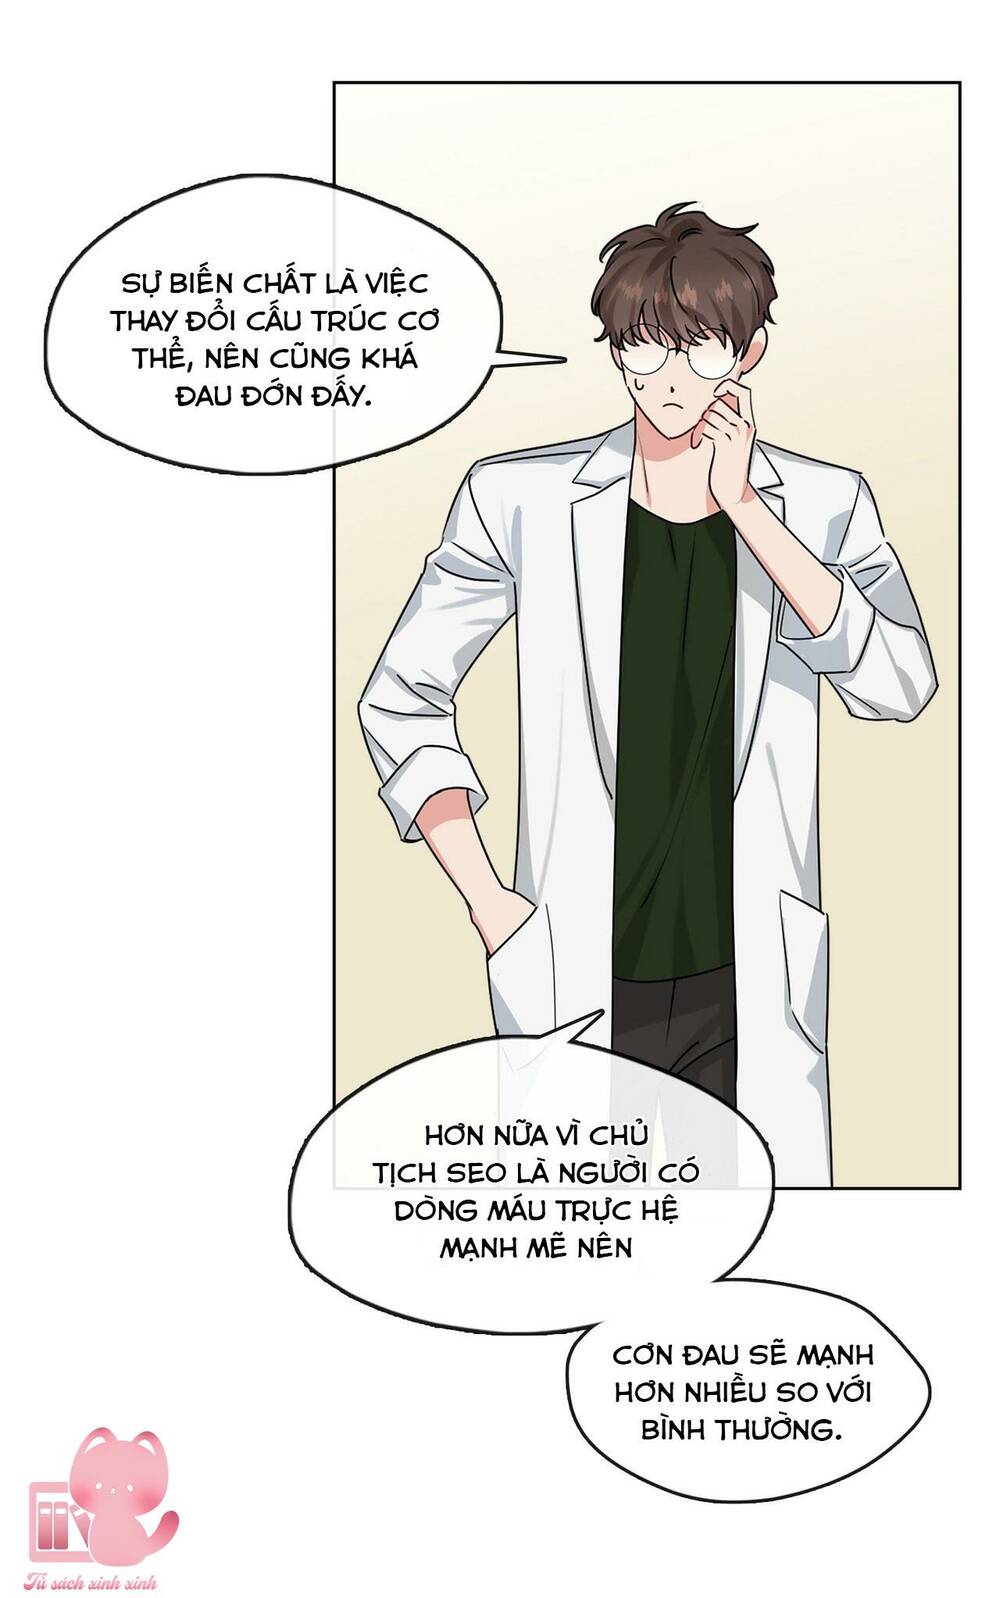 SỰ BIẾN CHẤT LÀ VIỆC
THAY ĐỔI CẤU TRÚC CƠ
THỂ, NÊN CŨNG KHÁ
ĐAU ĐỚN ĐẤY.
HƠN NỮA VÌ CHỦ
TỊCH SEO LÀ NGƯỜI CÓ
DÒNG MÁU TRỰC HỆ
MẠNH MẼ NÊN
CƠN ĐAU SẼ MẠNH
HƠN NHIỀU SO VỚI
BÌNH THƯỜNG.
Tủ sách xinh xinh